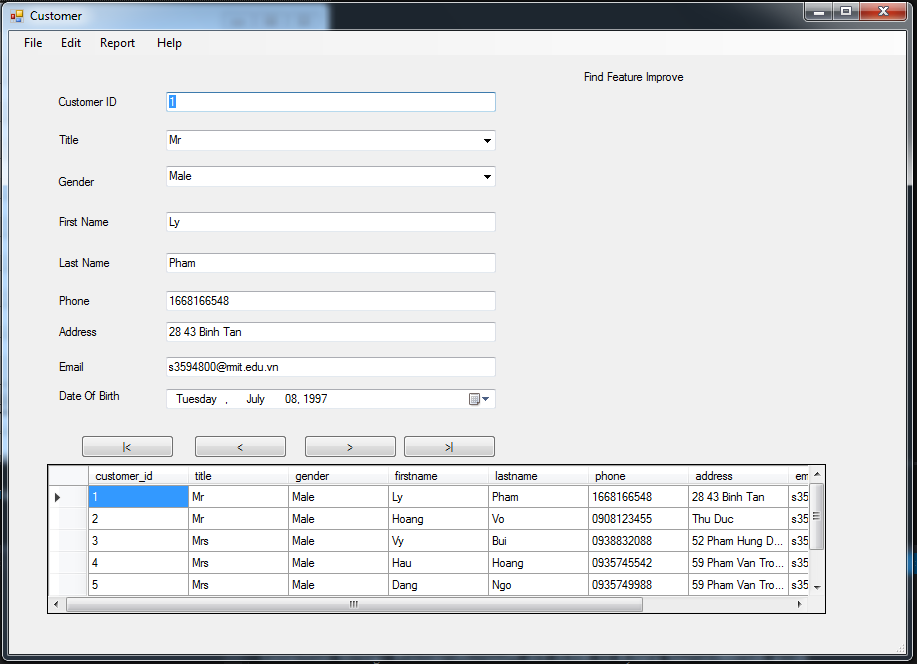 Customer
File Edit Report Help
Find Feature Improve
Customer ID 1
Title Mr
Gender Male
First Name Ly
Last Name Pham
Phone 1668166548
Address 28 43 Binh Tan
Email s3594800@rmit.edu.vn
Date Of Birth Tuesday , July 08, 1997
|< < > >|
customer_id title gender firstname lastname phone address em
1 Mr Male Ly Pham 1668166548 28 43 Binh Tan s35
2 Mr Male Hoang Vo 0908123455 Thu Duc s35
3 Mrs Male Vy Bui 0938832088 52 Pham Hung D... s35
4 Mrs Male Hau Hoang 0935745542 59 Pham Van Tro... s35
5 Mrs Male Dang Ngo 0935749988 59 Pham Van Tro... s35